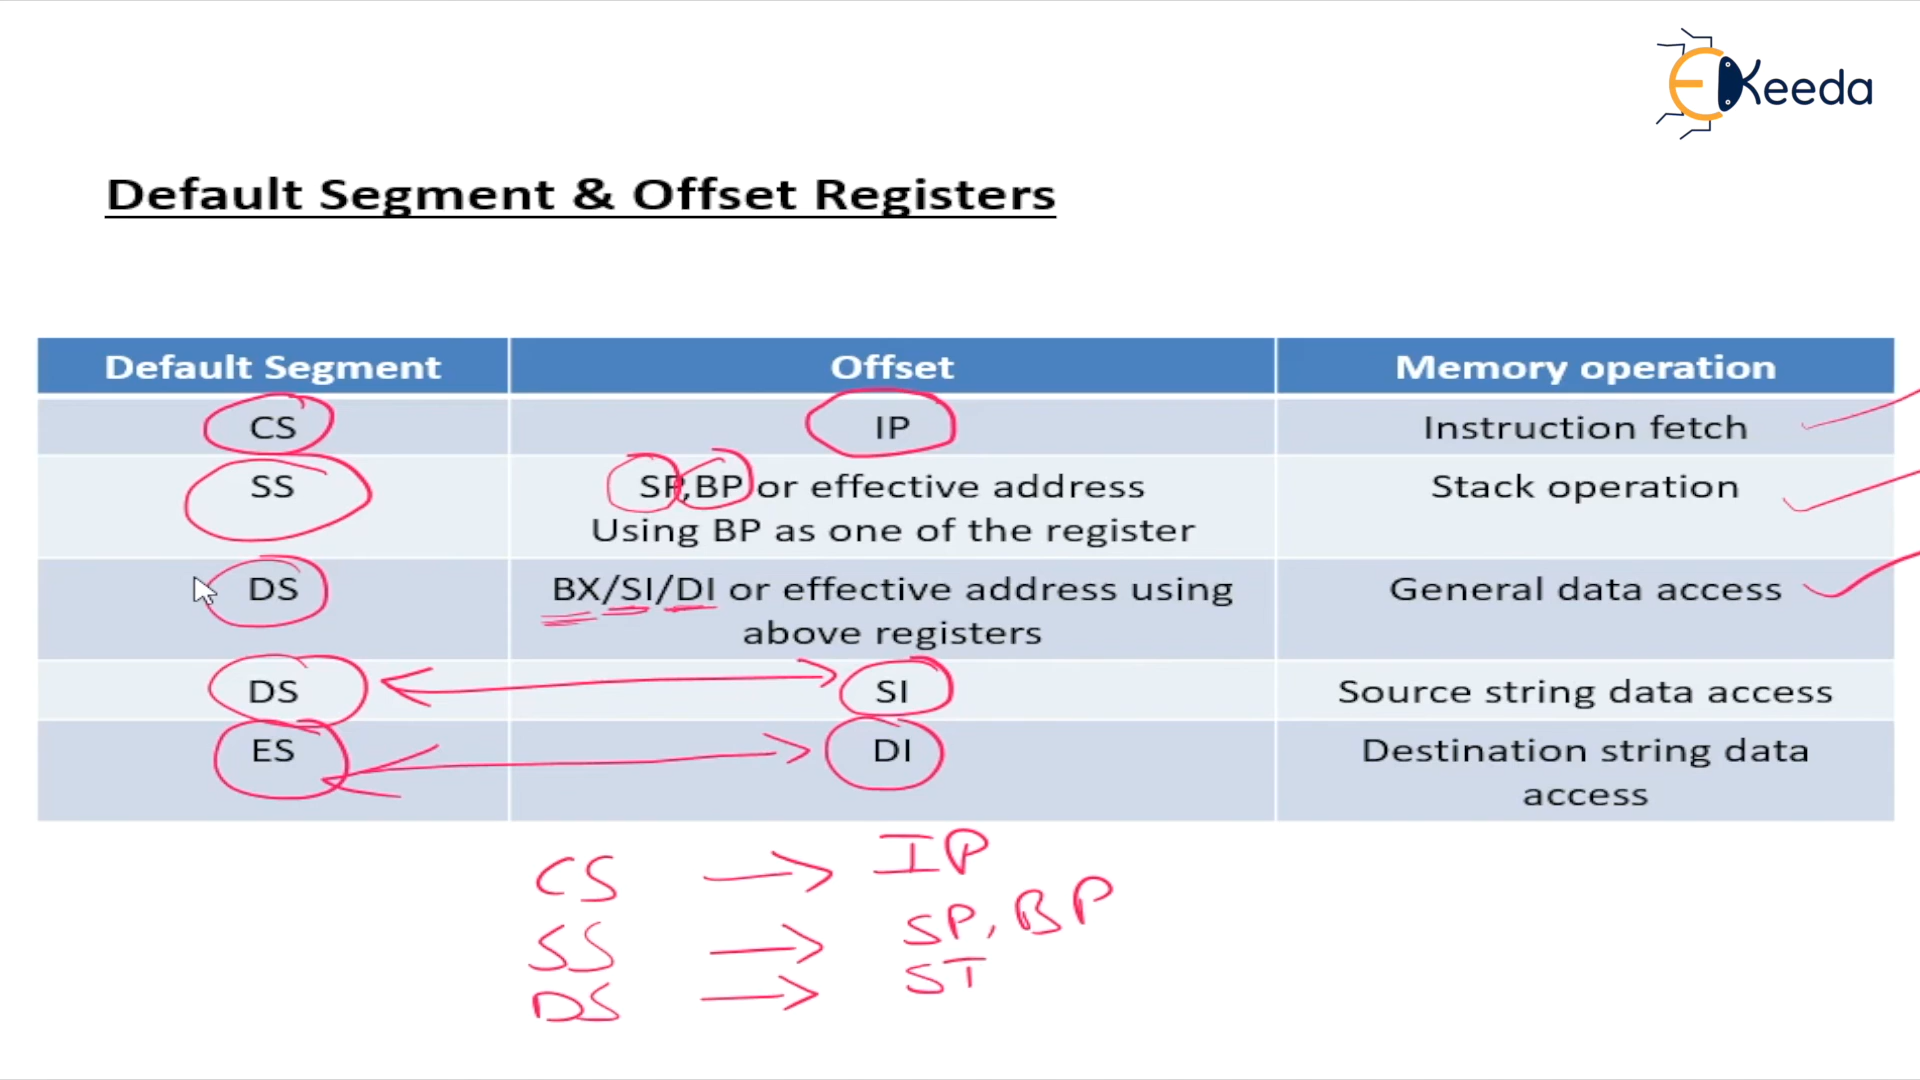 EKeeda
Default Segment & Offset Registers
Default Segment Offset Memory operation
CS IP Instruction fetch
SS SP,BP or effective address Stack operation
Using BP as one of the register
DS BX/SI/DI or effective address using General data access
above registers
DS SI Source string data access
ES DI Destination string data
access
CS → IP
SS → SP, BP
DS →